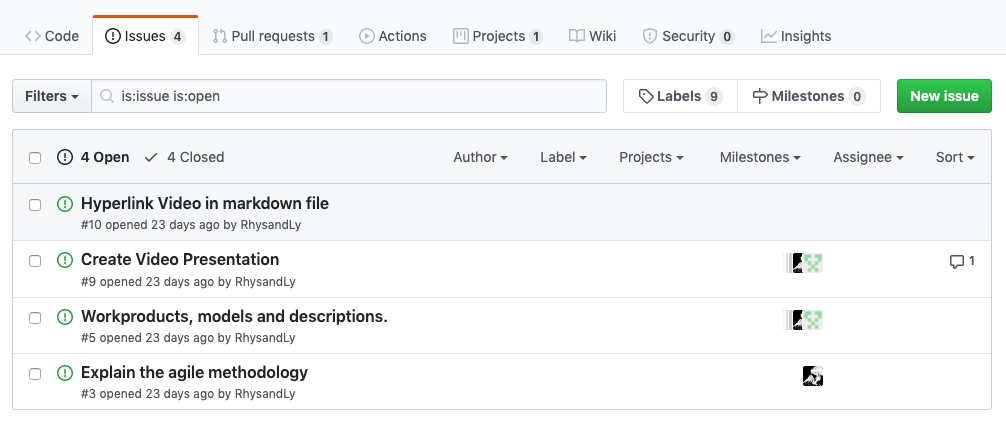 Code Issues 4 Pull requests 1 Actions Projects 1 Wiki Security 0 Insights
Filters is:issue is:open Labels 9 Milestones 0 New issue
4 Open 4 Closed Author Label Projects Milestones Assignee Sort
Hyperlink Video in markdown file
#10 opened 23 days ago by RhysandLy
Create Video Presentation 1
#9 opened 23 days ago by RhysandLy
Workproducts, models and descriptions.
#5 opened 23 days ago by RhysandLy
Explain the agile methodology
#3 opened 23 days ago by RhysandLy